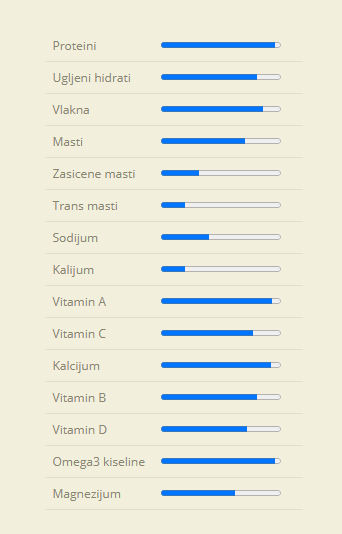 Proteini
Ugljeni hidrati
Vlakna
Masti
Zasicene masti
Trans masti
Sodijum
Kalijum
Vitamin A
Vitamin C
Kalcijum
Vitamin B
Vitamin D
Omega3 kiseline
Magnezijum